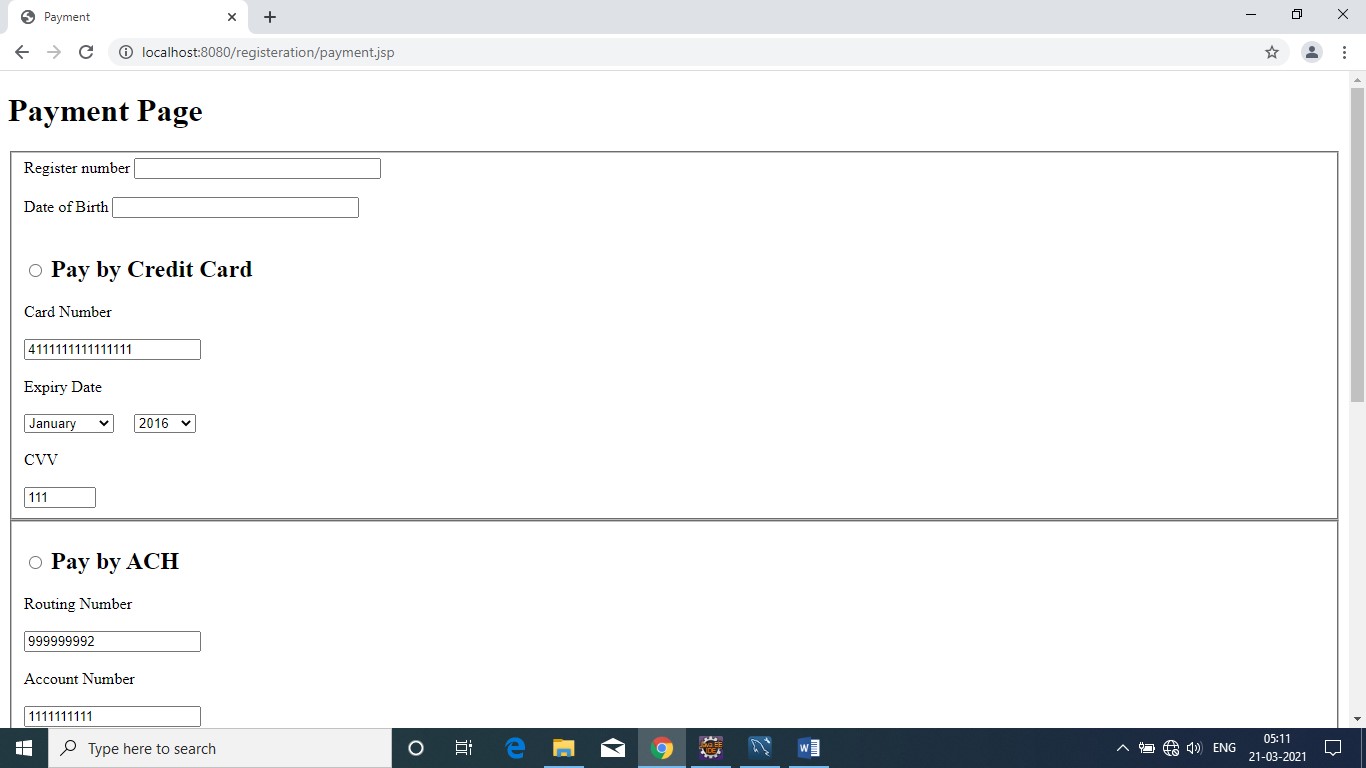 Payment
localhost:8080/registeration/payment.jsp
Payment Page
Register number
Date of Birth
Pay by Credit Card
Card Number
4111111111111111
Expiry Date
January 2016
CVV
111
Pay by ACH
Routing Number
999999992
Account Number
1111111111
Type here to search
ENG
05:11
21-03-2021